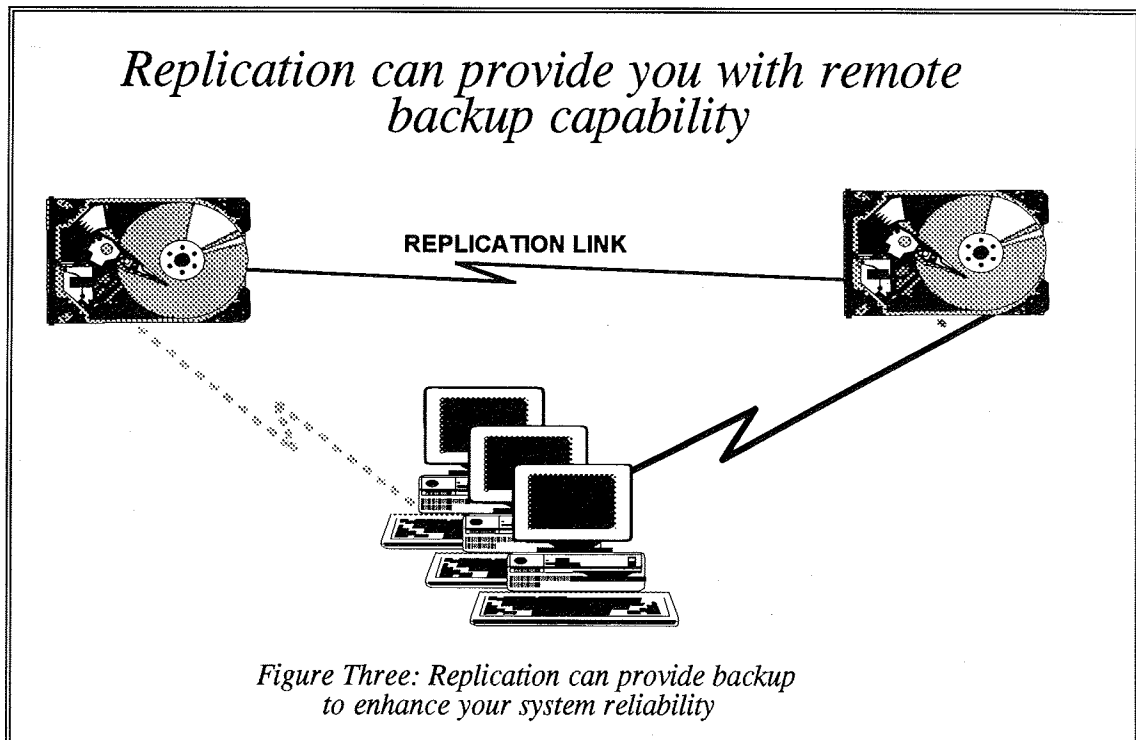 Replication can provide you with remote
backup capability
REPLICATION LINK
Figure Three: Replication can provide backup
to enhance your system reliability